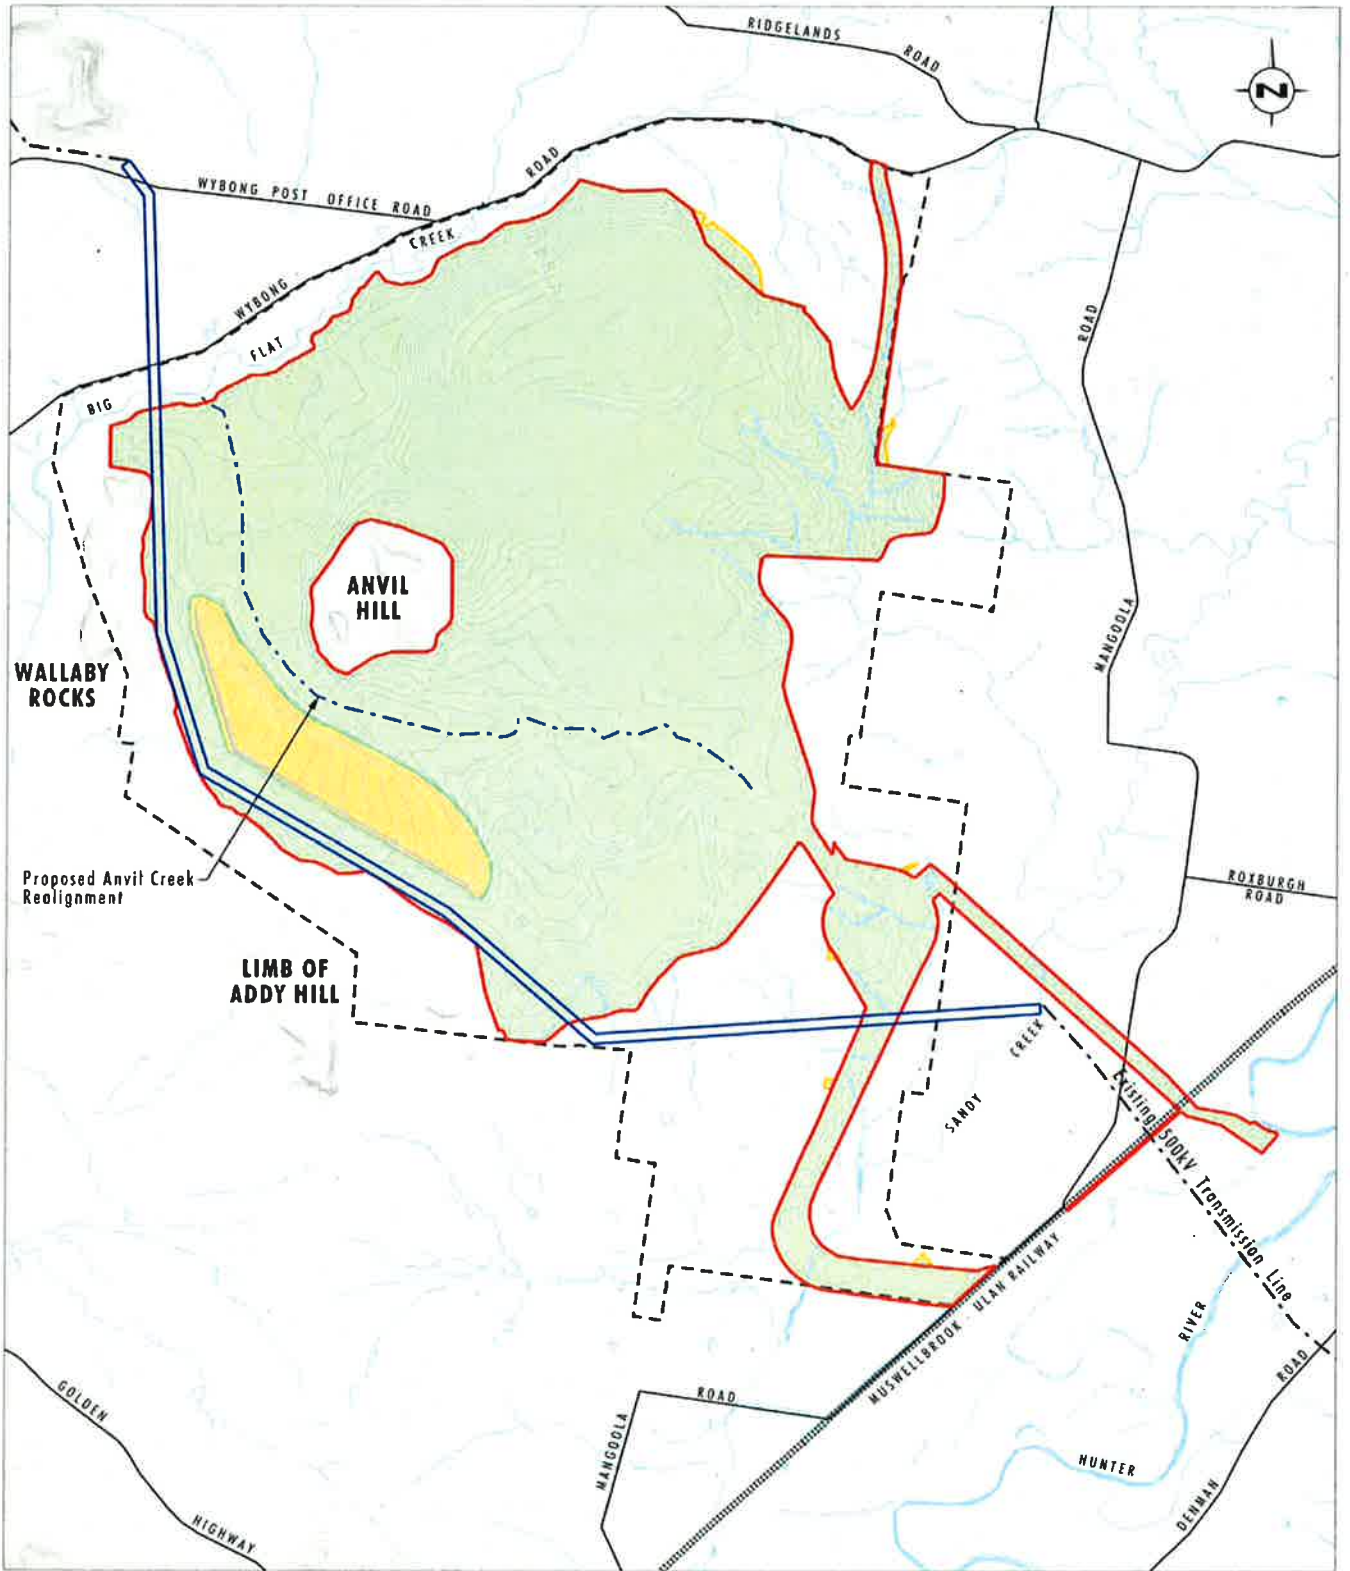 RIDGELANDS
ROAD
N
ROAD
WYBONG POST OFFICE ROAD
CREEK
WYBONG
FLAT
BIG
ROAD
ANVIL
HILL
MANGOOLA
WALLABY
ROCKS
Proposed Anvil Creek
Realignment
ROXBURGH
ROAD
LIMB OF
ADDY HILL
CREEK
SANDY
Existing 500kV Transmission Line
MUSWELLBROOK - ULAN RAILWAY
RIVER
ROAD
GOLDEN
ROAD
MANGOOLA
HUNTER
DENMAN
HIGHWAY